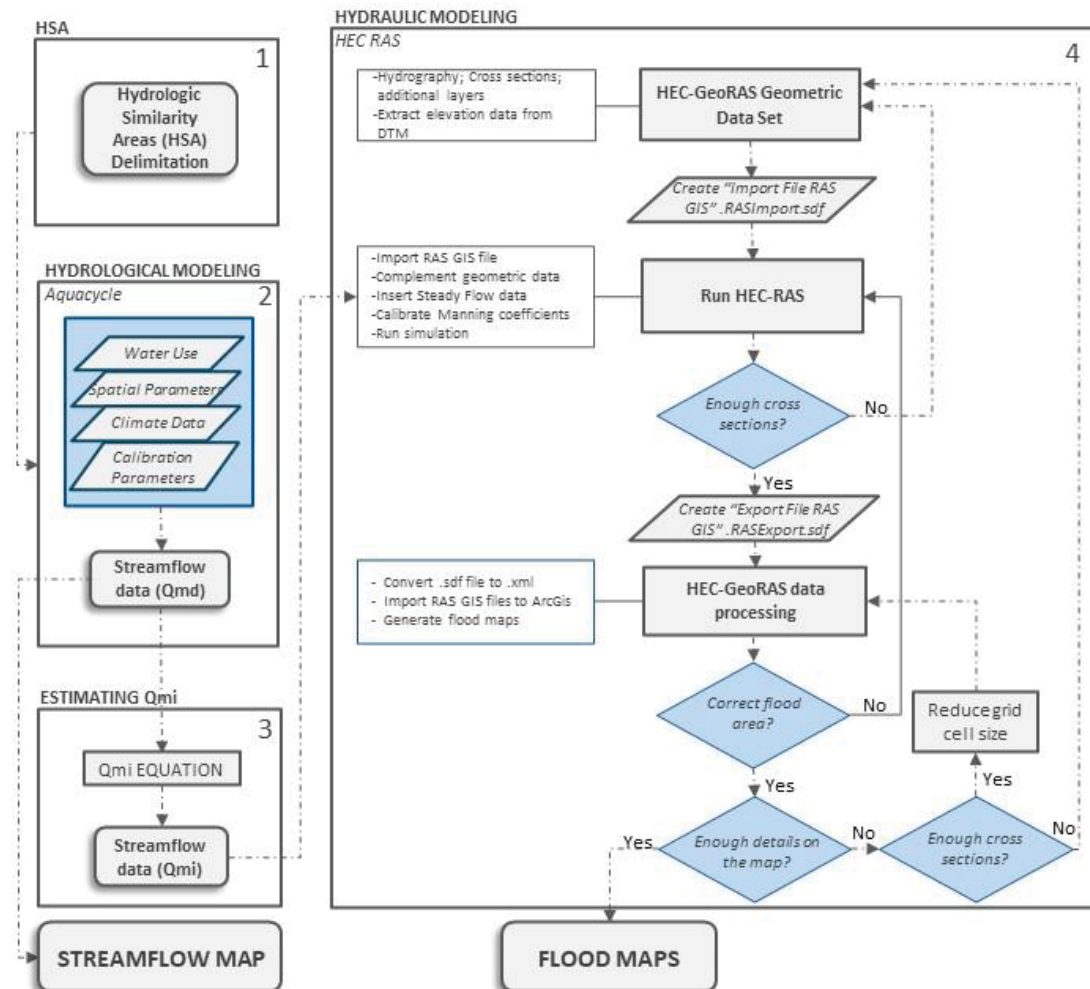 HSA
1
Hydrologic
Similarity
Areas (HSA)
Delimitation
HYDROLOGICAL MODELING
Aquacycle
2
Water Use
Spatial Parameters
Climate Data
Calibration
Parameters
Streamflow
data (Qmd)
ESTIMATING Qmi
3
Qmi EQUATION
Streamflow
data (Qmi)
STREAMFLOW MAP
HYDRAULIC MODELING
HEC RAS
4
-Hydrography; Cross sections;
additional layers
-Extract elevation data from
DTM
HEC-GeoRAS Geometric
Data Set
Create "Import File RAS
GIS" .RASImport.sdf
-Import RAS GIS file
-Complement geometric data
-Insert Steady Flow data
-Calibrate Manning coefficients
-Run simulation
Run HEC-RAS
Enough cross
sections?
No
Yes
Create "Export File RAS
GIS" .RASExport.sdf
- Convert .sdf file to .xml
- Import RAS GIS files to ArcGis
- Generate flood maps
HEC-GeoRAS data
processing
Correct flood
area?
No
Reduce grid
cell size
Yes
Yes
Yes
Enough details on
the map?
No
Enough cross
sections?
No
FLOOD MAPS